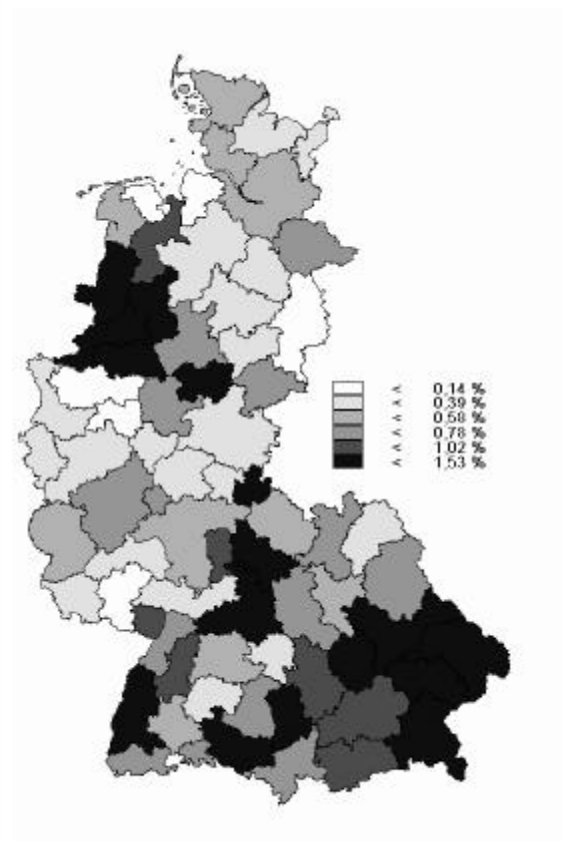 < 0,14 %
< 0,39 %
< 0,58 %
< 0,78 %
< 1,02 %
< 1,53 %